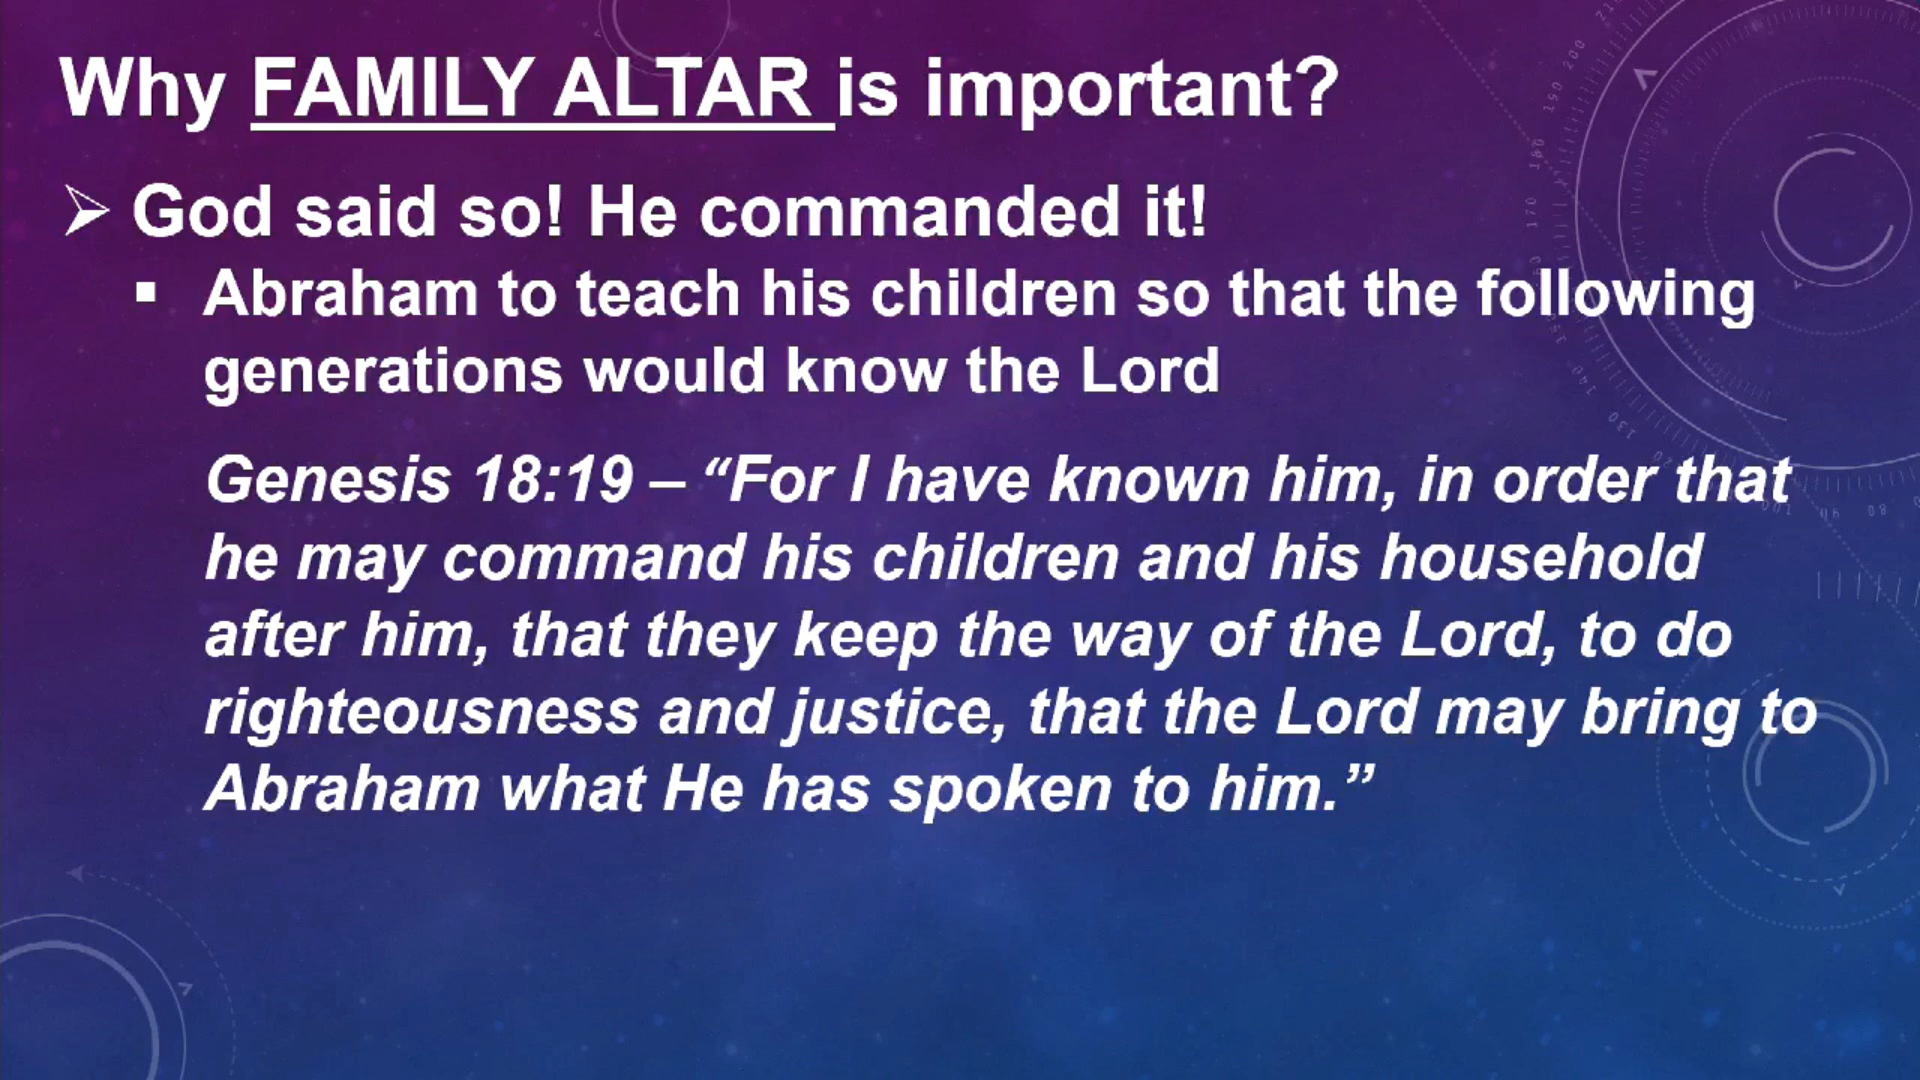 Why FAMILY ALTAR is important?
➢ God said so! He commanded it!
▪ Abraham to teach his children so that the following
generations would know the Lord
Genesis 18:19 – “For I have known him, in order that
he may command his children and his household
after him, that they keep the way of the Lord, to do
righteousness and justice, that the Lord may bring to
Abraham what He has spoken to him.”